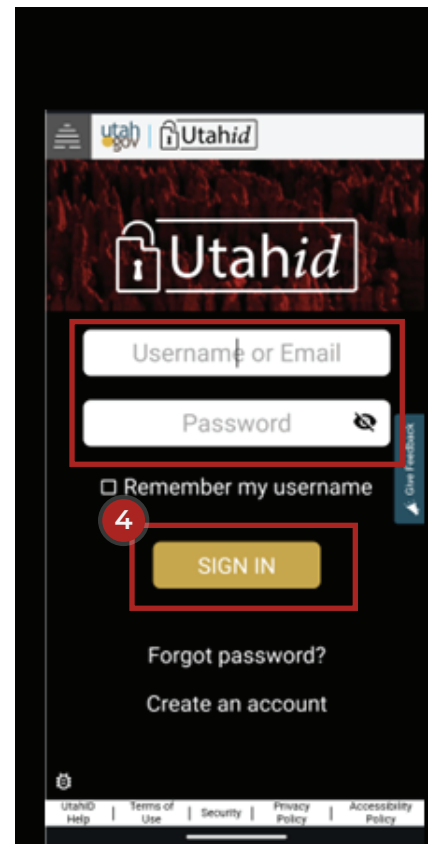 utah gov | Utahid
Utahid
Username or Email
Password
Give Feedback
Remember my username
4
SIGN IN
Forgot password?
Create an account
UtahID Help | Terms of Use | Security | Privacy Policy | Accessibility Policy